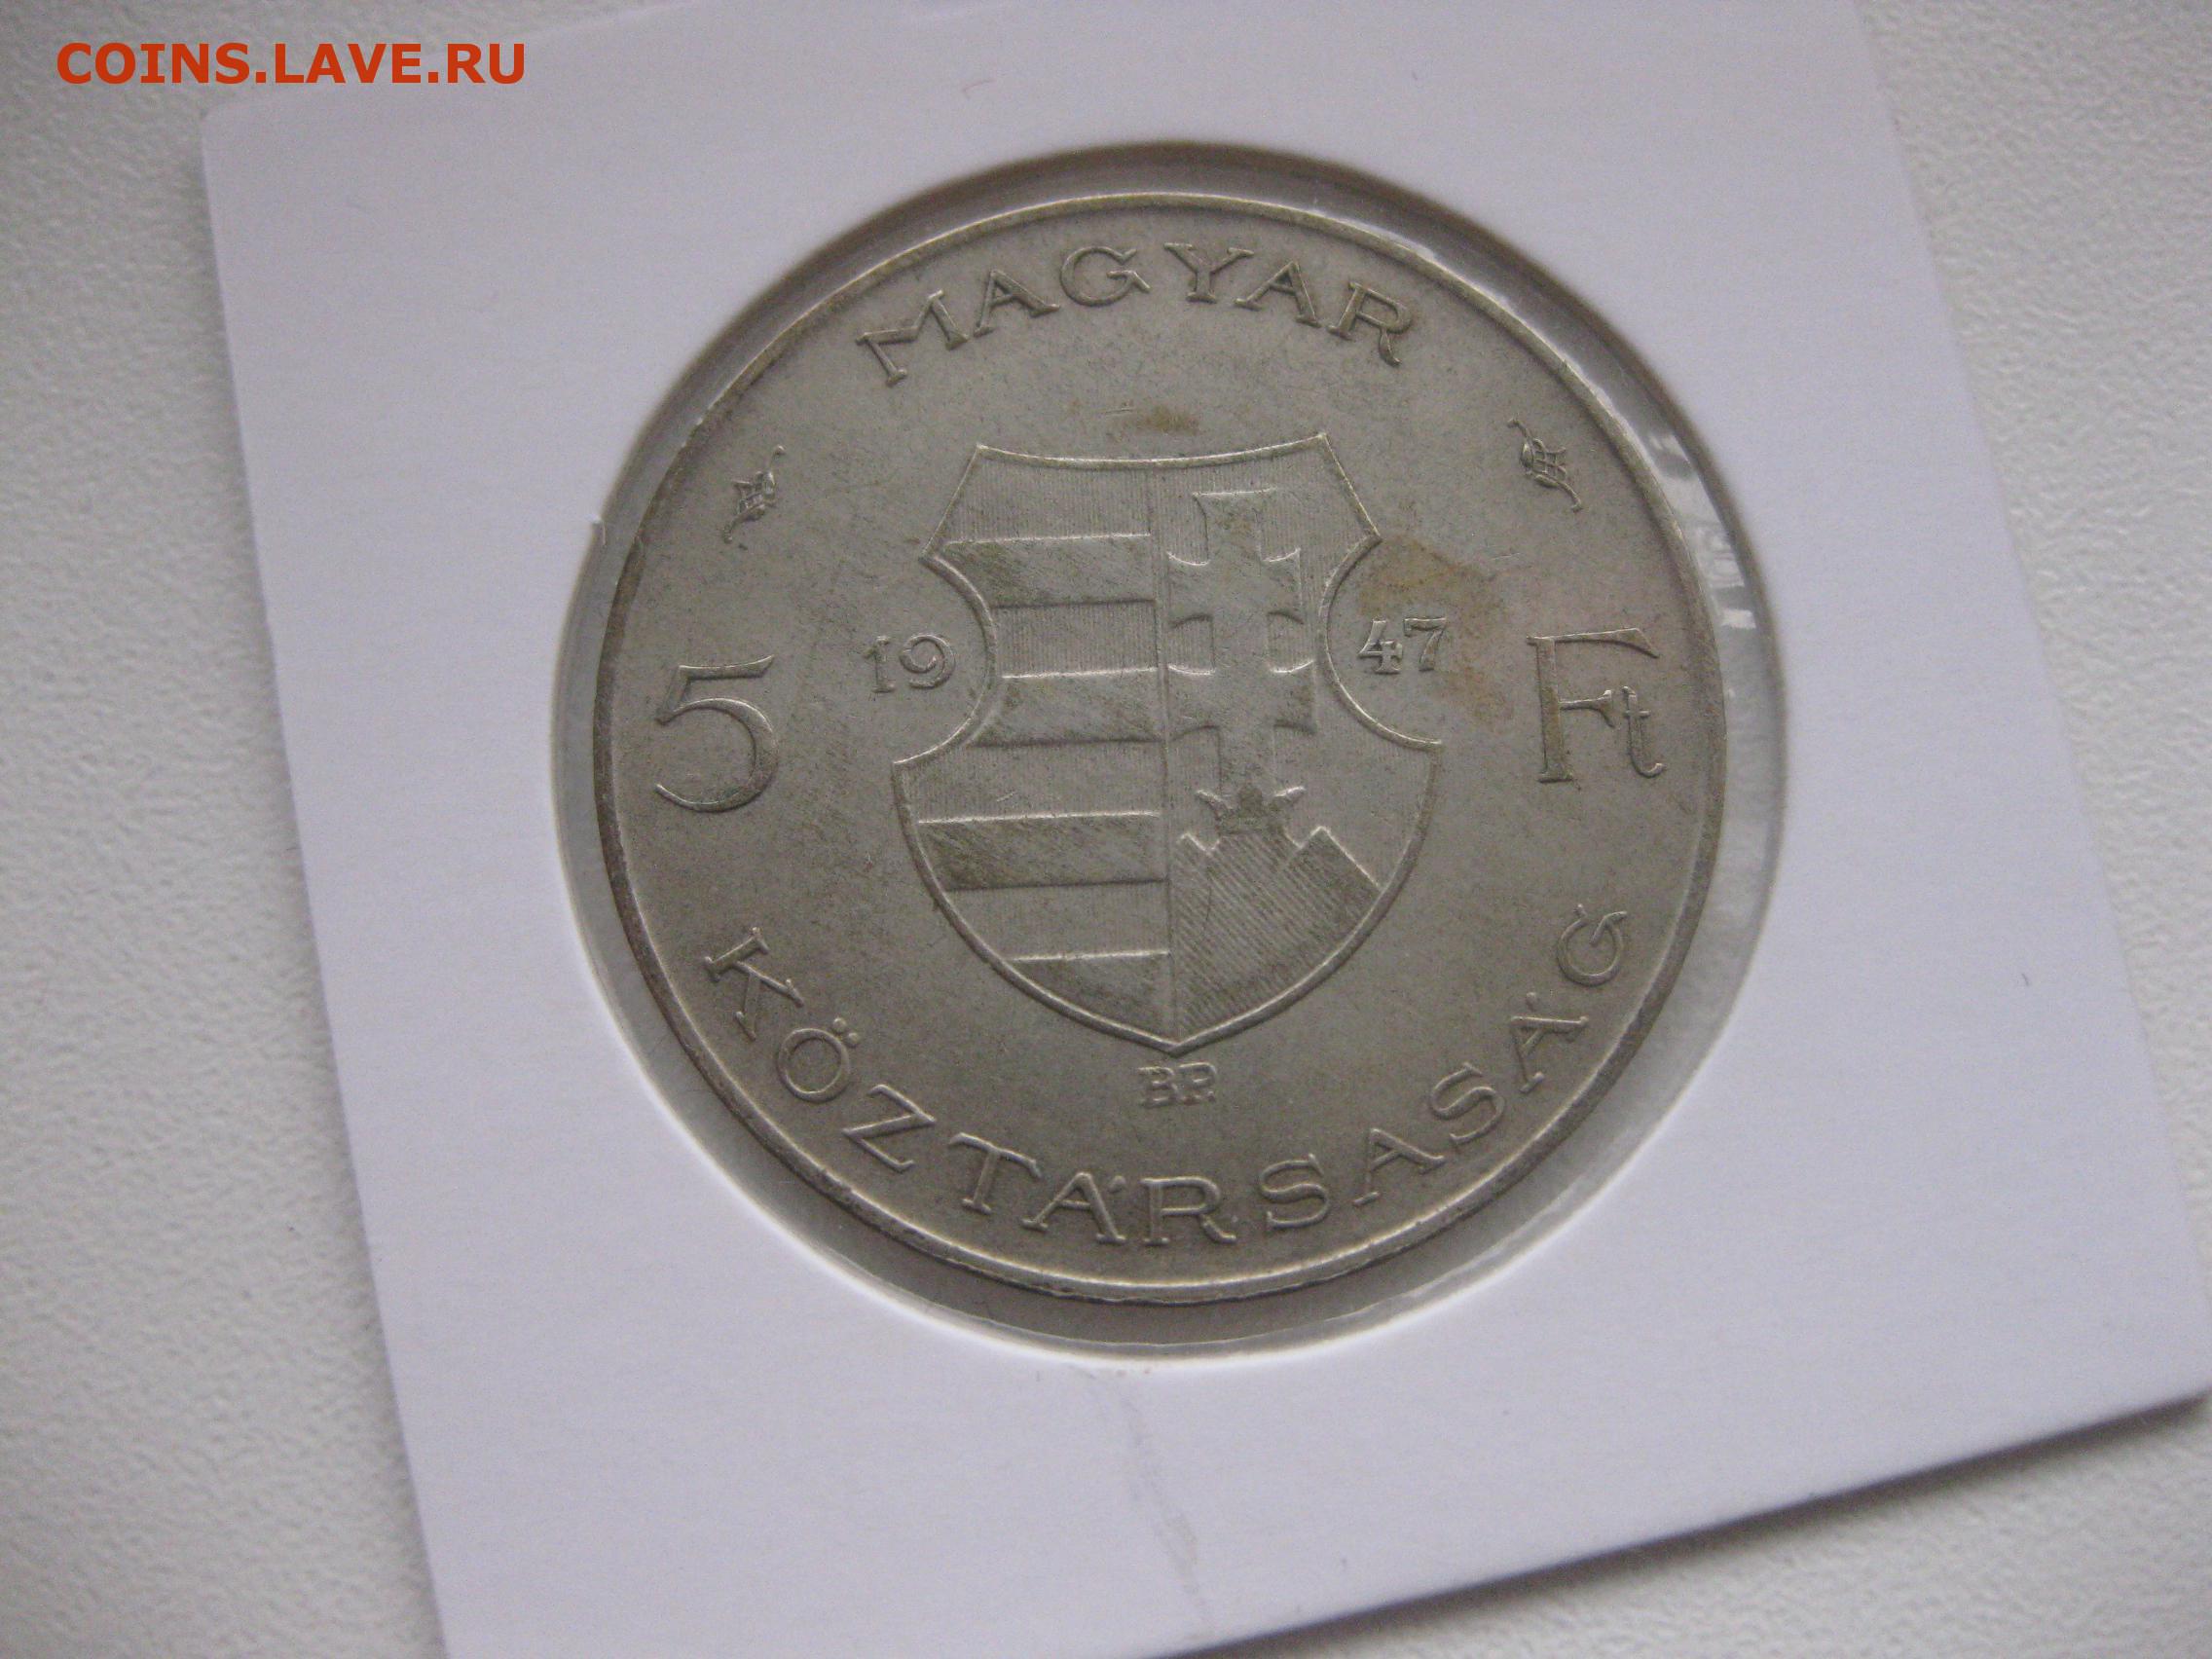 COINS.LAVE.RU
MAGYAR
5 19 47 Ft
BP.
KÖZTÁRSASÁG